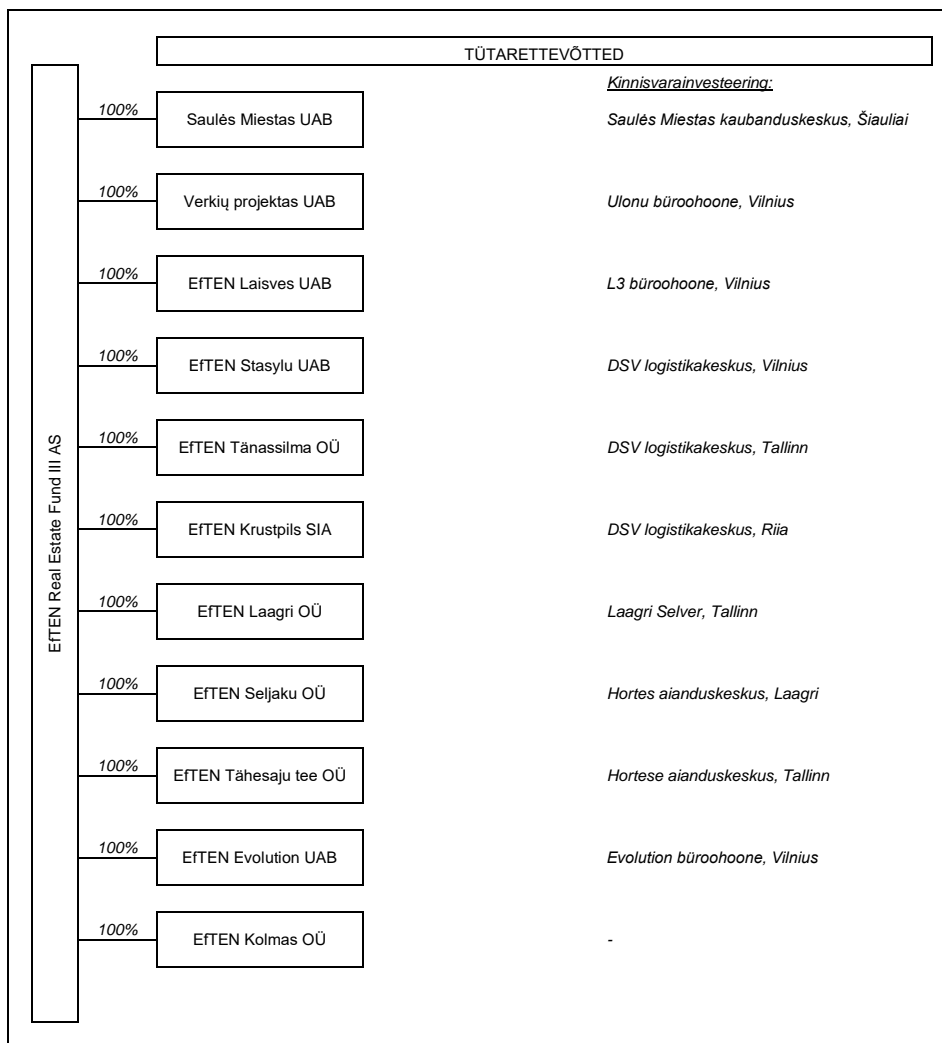 TÜTARETTEVÕTTED
Kinnisvarainvesteering:
EfTEN Real Estate Fund III AS
100%
Saulės Miestas UAB
Saulės Miestas kaubanduskeskus, Šiauliai
100%
Verkių projektas UAB
Ulonu büroohoone, Vilnius
100%
EfTEN Laisves UAB
L3 büroohoone, Vilnius
100%
EfTEN Stasylu UAB
DSV logistikakeskus, Vilnius
100%
EfTEN Tänassilma OÜ
DSV logistikakeskus, Tallinn
100%
EfTEN Krustpils SIA
DSV logistikakeskus, Riia
100%
EfTEN Laagri OÜ
Laagri Selver, Tallinn
100%
EfTEN Seljaku OÜ
Hortes aianduskeskus, Laagri
100%
EfTEN Tähesaju tee OÜ
Hortese aianduskeskus, Tallinn
100%
EfTEN Evolution UAB
Evolution büroohoone, Vilnius
100%
EfTEN Kolmas OÜ
-